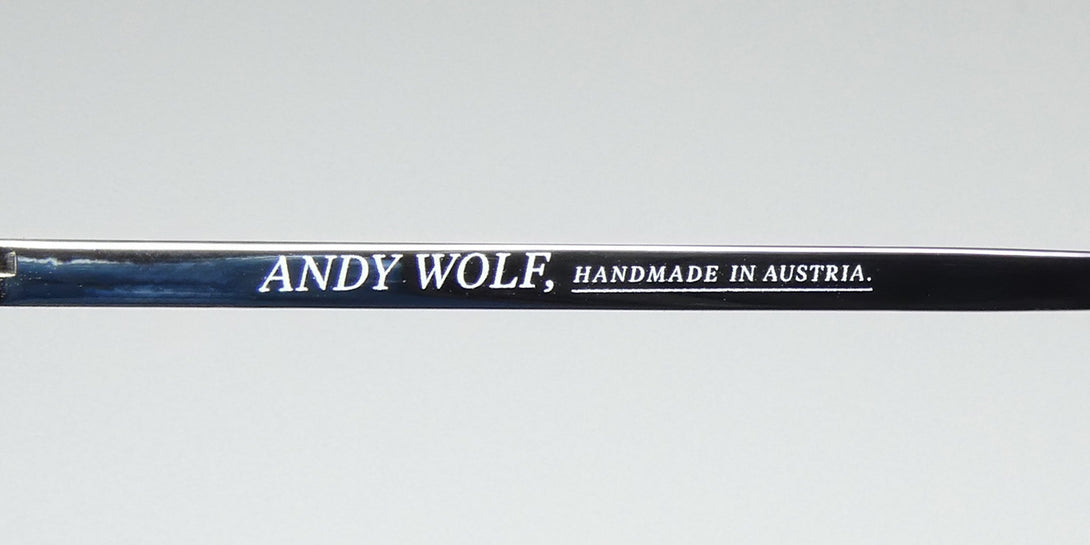 ANDY WOLF, HANDMADE IN AUSTRIA.